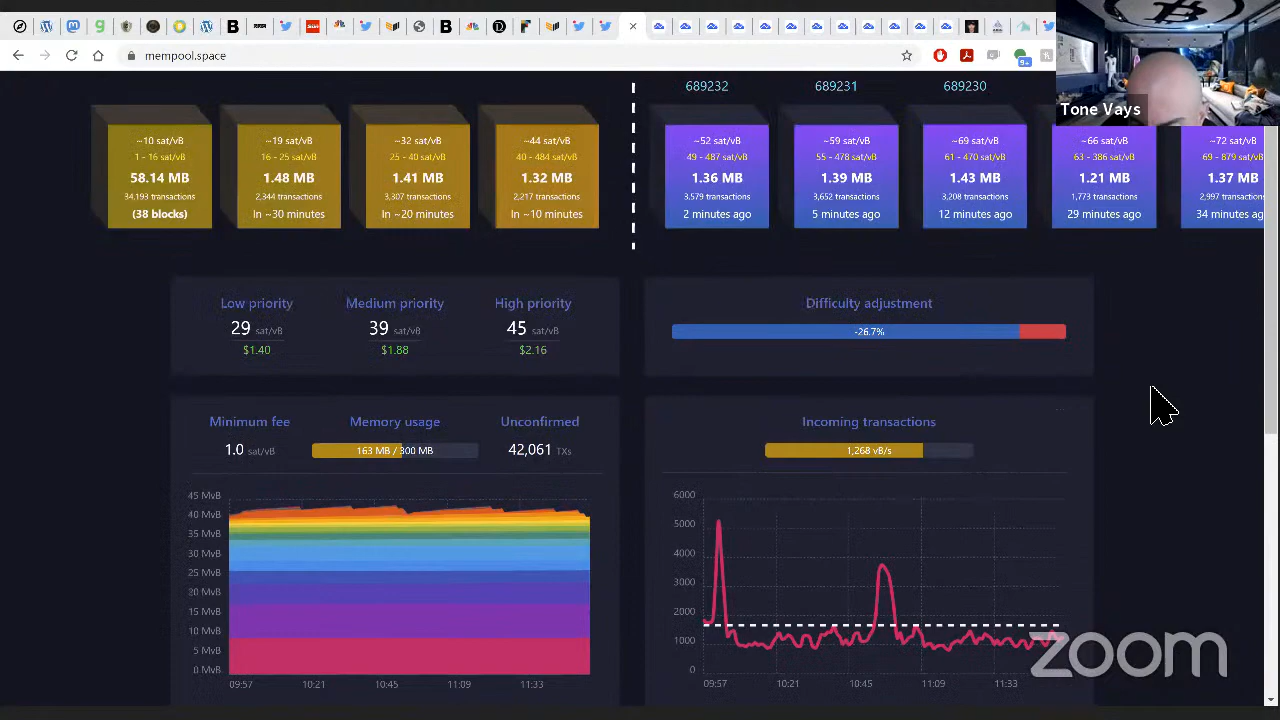 mempool.space
Tone Vays
689232
689231
689230
~10 sat/vB
1 - 16 sat/vB
58.14 MB
34,193 transactions
(38 blocks)
~19 sat/vB
16 - 25 sat/vB
1.48 MB
2,344 transactions
In ~30 minutes
~32 sat/vB
25 - 40 sat/vB
1.41 MB
3,307 transactions
In ~20 minutes
~44 sat/vB
40 - 484 sat/vB
1.32 MB
2,217 transactions
In ~10 minutes
~52 sat/vB
49 - 487 sat/vB
1.36 MB
3,579 transactions
2 minutes ago
~59 sat/vB
55 - 478 sat/vB
1.39 MB
3,652 transactions
5 minutes ago
~69 sat/vB
61 - 470 sat/vB
1.43 MB
3,208 transactions
12 minutes ago
~66 sat/vB
63 - 386 sat/vB
1.21 MB
1,773 transactions
29 minutes ago
~72 sat/vB
69 - 879 sat/vB
1.37 MB
2,997 transactions
34 minutes ago
Low priority
Medium priority
High priority
29 sat/vB
39 sat/vB
45 sat/vB
$1.40
$1.88
$2.16
Difficulty adjustment
-26.7%
Minimum fee
Memory usage
Unconfirmed
1.0 sat/vB
163 MB / 300 MB
42,061 TXs
45 MvB
40 MvB
35 MvB
30 MvB
25 MvB
20 MvB
15 MvB
10 MvB
5 MvB
0 MvB
09:57
10:21
10:45
11:09
11:33
Incoming transactions
1,268 vB/s
6000
5000
4000
3000
2000
1000
0
09:57
10:21
10:45
11:09
11:33
zoom